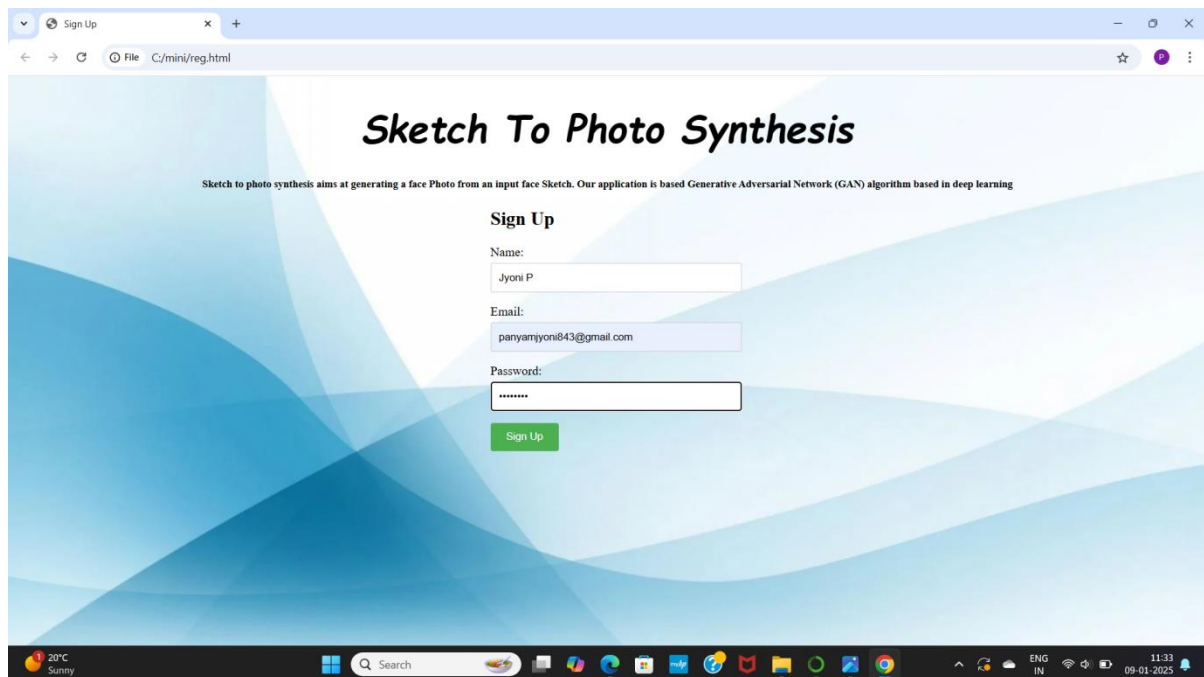 Sign Up
File C:/mini/reg.html
P
Sketch To Photo Synthesis
Sketch to photo synthesis aims at generating a face Photo from an input face Sketch. Our application is based Generative Adversarial Network (GAN) algorithm based in deep learning
Sign Up
Name:
Jyoni P
Email:
panyamjyoni843@gmail.com
Password:
••••••••
Sign Up
1
20°C
Sunny
Search
ENG
IN
11:33
09-01-2025